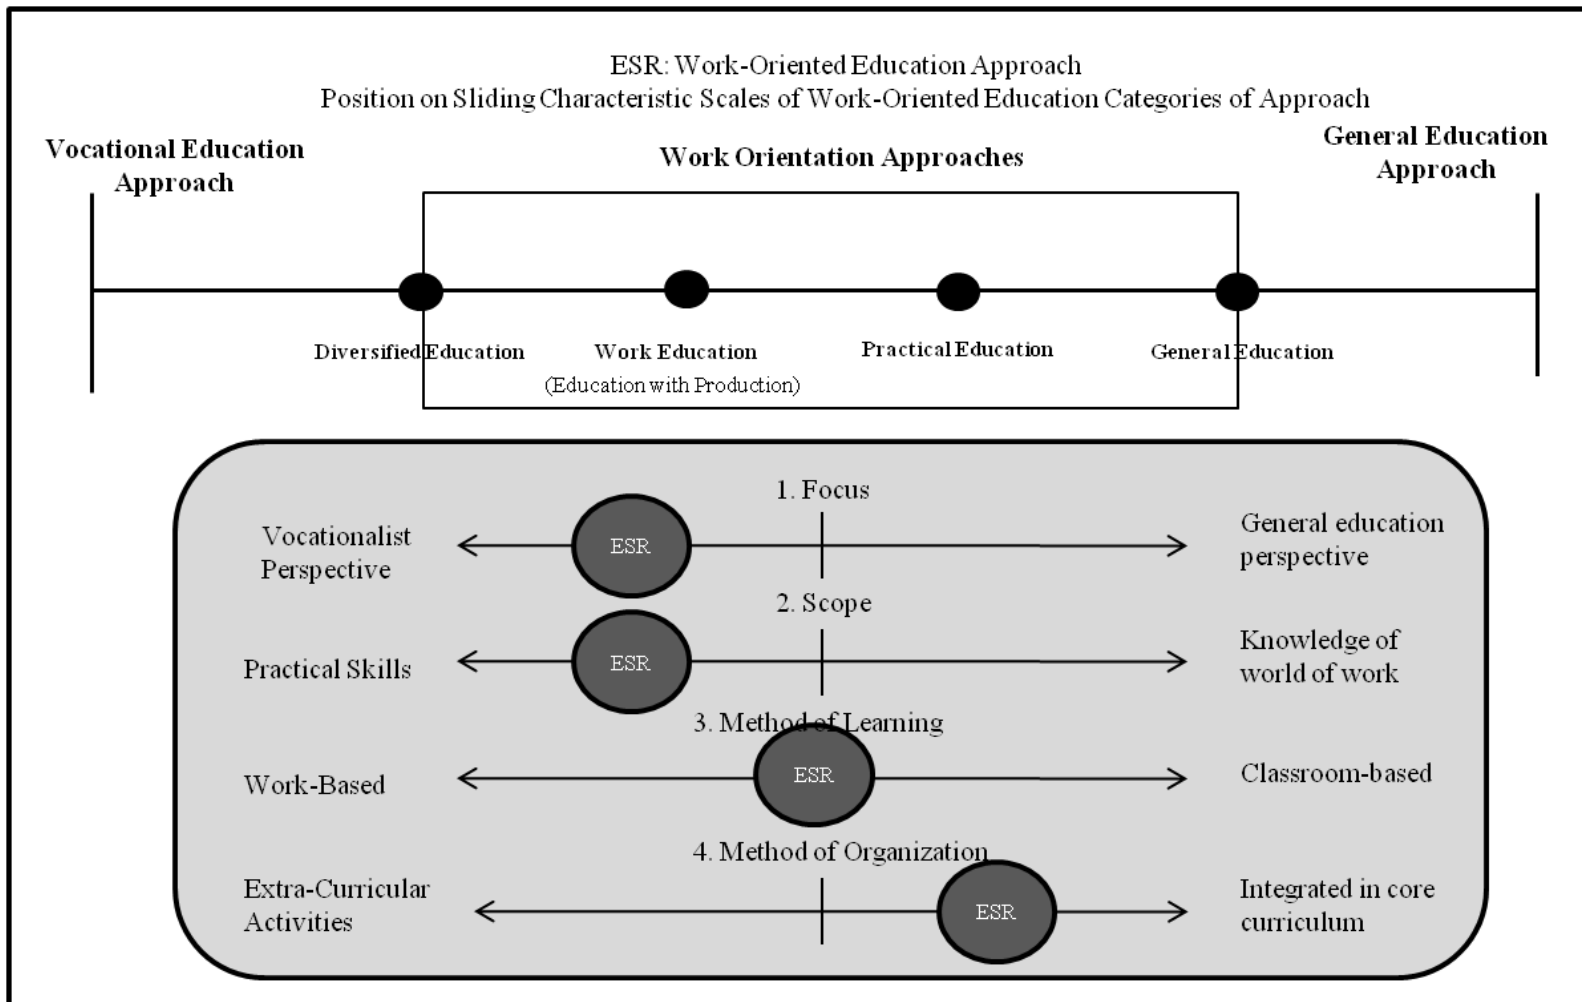 ESR: Work-Oriented Education Approach
Position on Sliding Characteristic Scales of Work-Oriented Education Categories of Approach
Vocational Education
Approach
Work Orientation Approaches
General Education
Approach
Diversified Education
Work Education
(Education with Production)
Practical Education
General Education
1. Focus
Vocationalist
Perspective
ESR
General education
perspective
2. Scope
Practical Skills
ESR
Knowledge of
world of work
3. Method of Learning
Work-Based
ESR
Classroom-based
4. Method of Organization
Extra-Curricular
Activities
ESR
Integrated in core
curriculum